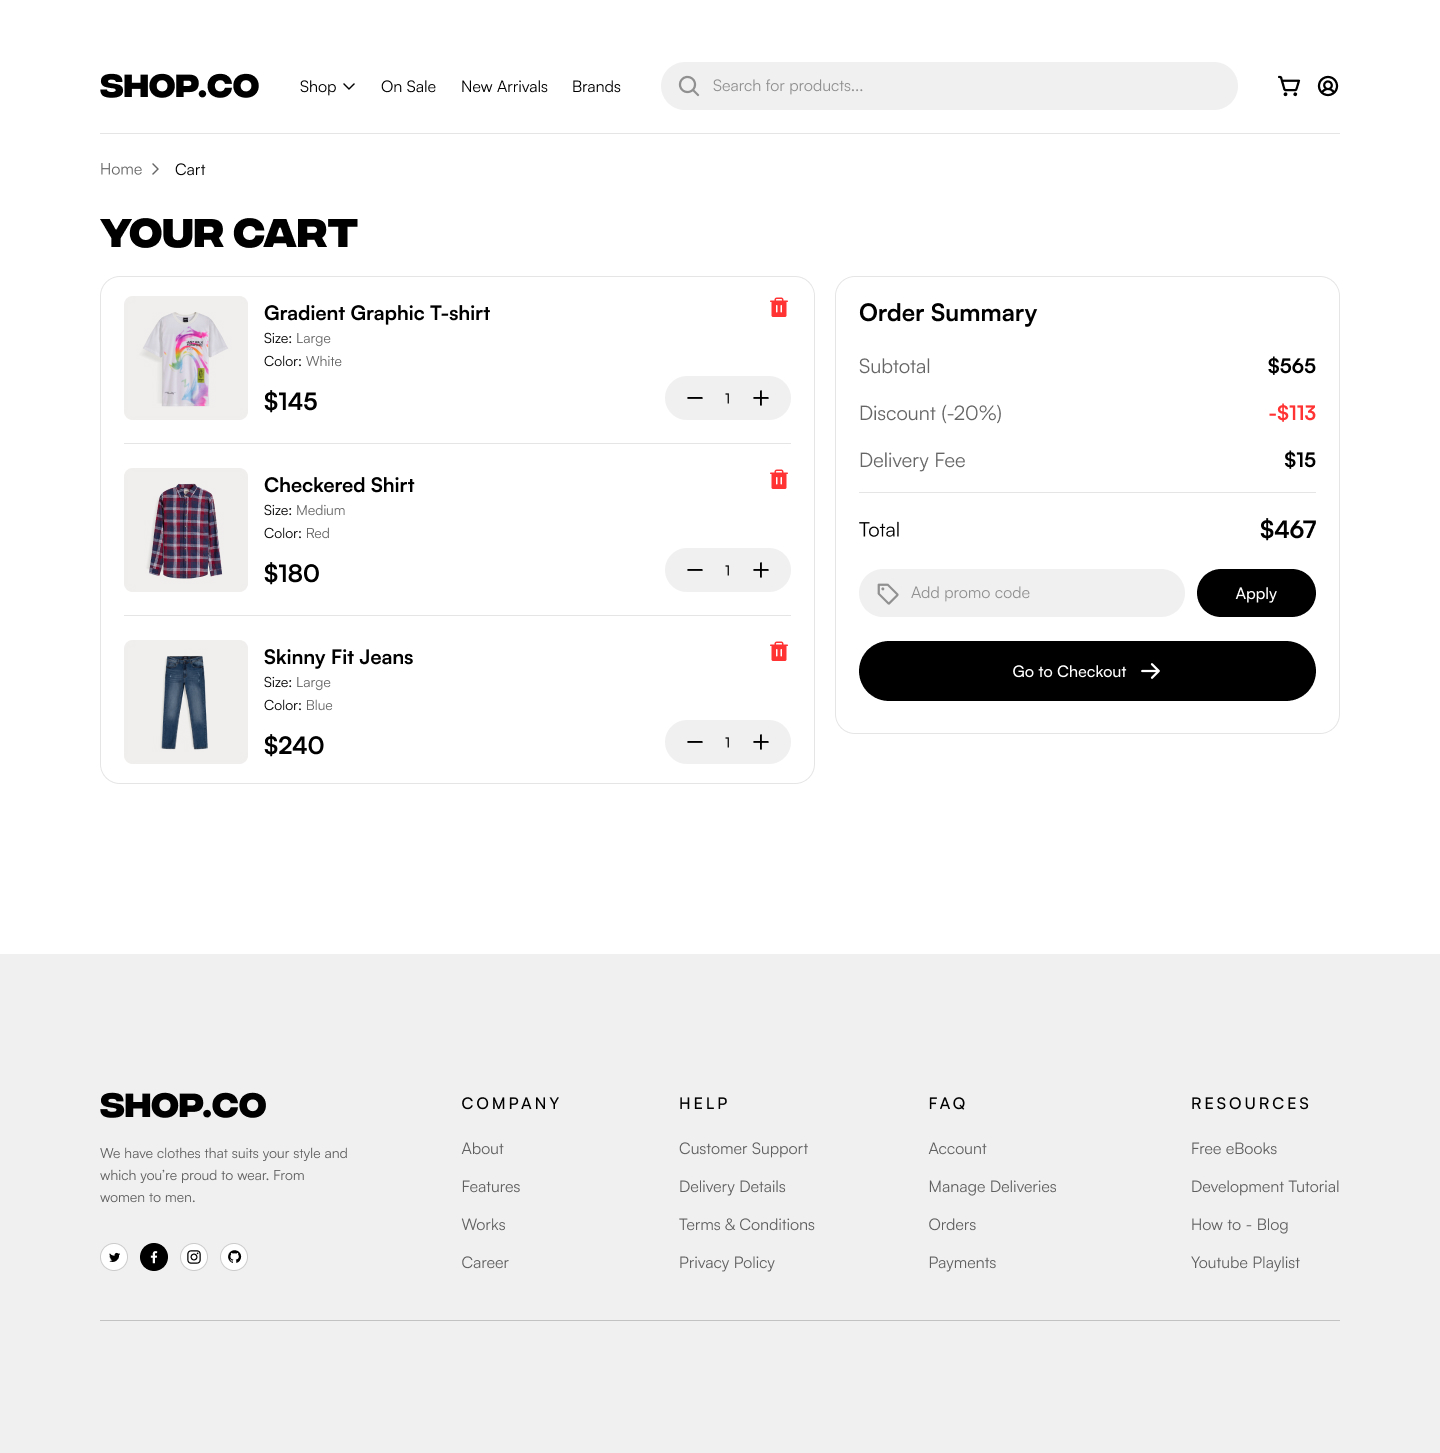 SHOP.CO
Shop
On Sale
New Arrivals
Brands
Search for products...
Home
Cart
YOUR CART
Gradient Graphic T-shirt
Size: Large
Color: White
$145
1
Checkered Shirt
Size: Medium
Color: Red
$180
1
Skinny Fit Jeans
Size: Large
Color: Blue
$240
1
Order Summary
Subtotal
$565
Discount (-20%)
-$113
Delivery Fee
$15
Total
$467
Add promo code
Apply
Go to Checkout
SHOP.CO
We have clothes that suits your style and
which you’re proud to wear. From
women to men.
COMPANY
About
Features
Works
Career
HELP
Customer Support
Delivery Details
Terms & Conditions
Privacy Policy
FAQ
Account
Manage Deliveries
Orders
Payments
RESOURCES
Free eBooks
Development Tutorial
How to - Blog
Youtube Playlist